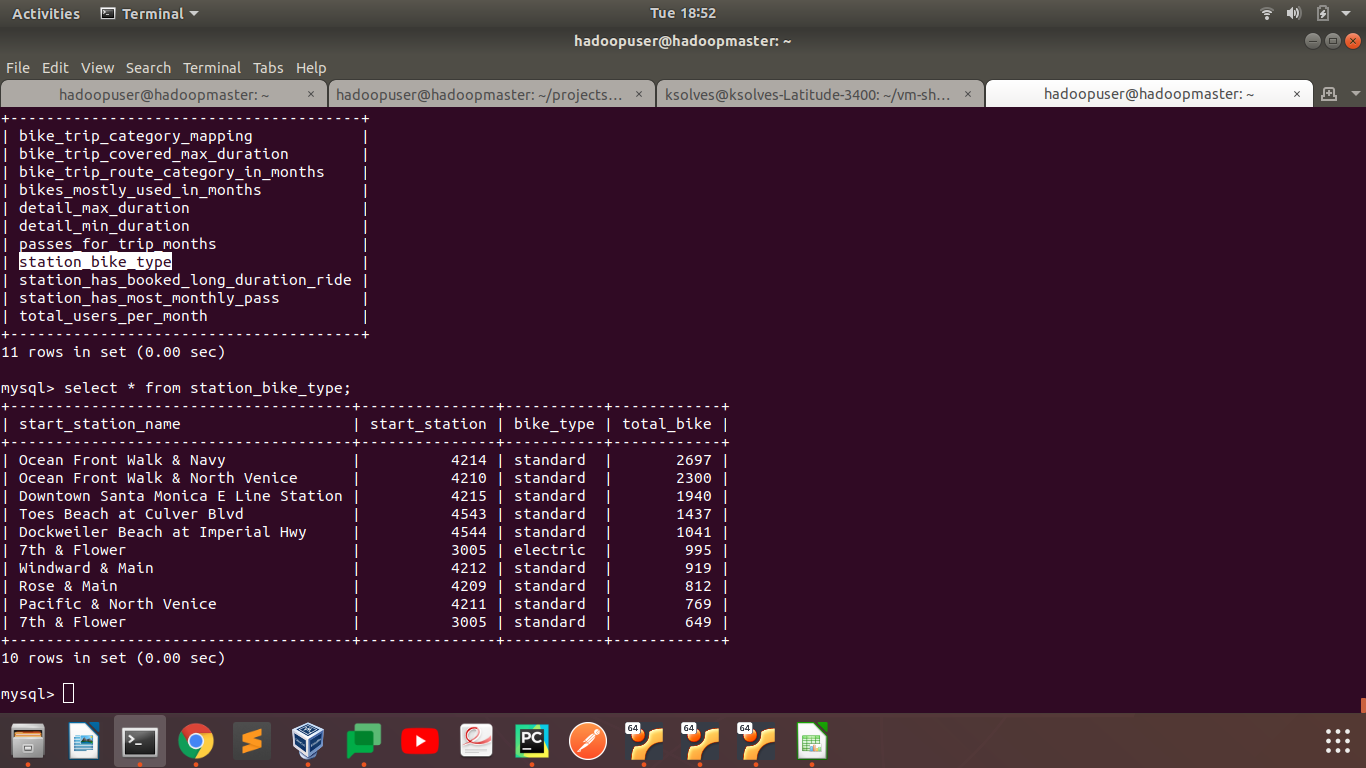 Activities Terminal Tue 18:52
hadoopuser@hadoopmaster: ~
File Edit View Search Terminal Tabs Help
hadoopuser@hadoopmaster: ~ × hadoopuser@hadoopmaster: ~/projects... × ksolves@ksolves-Latitude-3400: ~/vm-sh... × hadoopuser@hadoopmaster: ~ ×
+---------------------------------------+
| bike_trip_category_mapping            |
| bike_trip_covered_max_duration        |
| bike_trip_route_category_in_months    |
| bikes_mostly_used_in_months           |
| detail_max_duration                   |
| detail_min_duration                   |
| passes_for_trip_months                |
| station_bike_type                     |
| station_has_booked_long_duration_ride |
| station_has_most_monthly_pass         |
| total_users_per_month                 |
+---------------------------------------+
11 rows in set (0.00 sec)
mysql> select * from station_bike_type;
+--------------------------------------+---------------+-----------+------------+
| start_station_name                   | start_station | bike_type | total_bike |
+--------------------------------------+---------------+-----------+------------+
| Ocean Front Walk & Navy              |          4214 | standard  |       2697 |
| Ocean Front Walk & North Venice      |          4210 | standard  |       2300 |
| Downtown Santa Monica E Line Station |          4215 | standard  |       1940 |
| Toes Beach at Culver Blvd            |          4543 | standard  |       1437 |
| Dockweiler Beach at Imperial Hwy     |          4544 | standard  |       1041 |
| 7th & Flower                         |          3005 | electric  |        995 |
| Windward & Main                      |          4212 | standard  |        919 |
| Rose & Main                          |          4209 | standard  |        812 |
| Pacific & North Venice               |          4211 | standard  |        769 |
| 7th & Flower                         |          3005 | standard  |        649 |
+--------------------------------------+---------------+-----------+------------+
10 rows in set (0.00 sec)
mysql>
PC 64 64 64